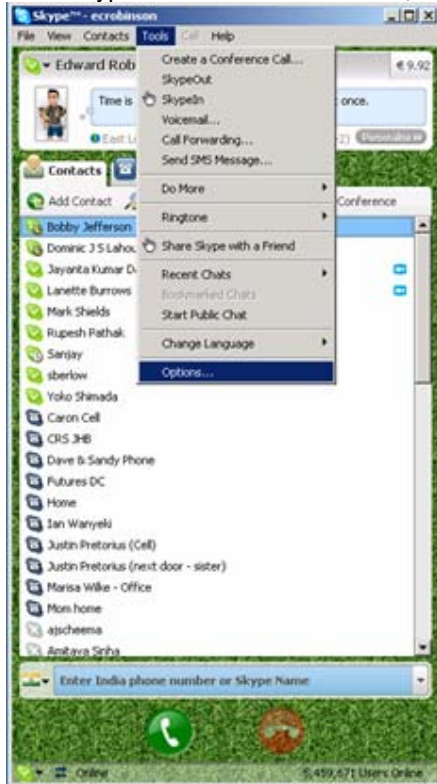 Skype™ - ecrobinson
File View Contacts Tools Call Help
Edward Rob
€ 9.92
Create a Conference Call...
SkypeOut
SkypeIn
Voicemail...
Call Forwarding...
Send SMS Message...
Do More
Ringtone
Share Skype with a Friend
Recent Chats
Bookmarked Chats
Start Public Chat
Change Language
Options...
Time is
once.
East L
Personalise
Contacts
Add Contact
Conference
Bobby Jefferson
Dominic J S Lahou
Jayanta Kumar D
Lanette Burrows
Mark Shields
Rupesh Pathak
Sanjay
sberlow
Yoko Shimada
Caron Cell
CRS JHB
Dave & Sandy Phone
Futures DC
Home
Ian Wanyeki
Justin Pretorius (Cell)
Justin Pretorius (next door - sister)
Marisa Wilke - Office
Mom home
ajscheema
Amitava Sinha
Enter India phone number or Skype Name
Online
5,459,671 Users Online